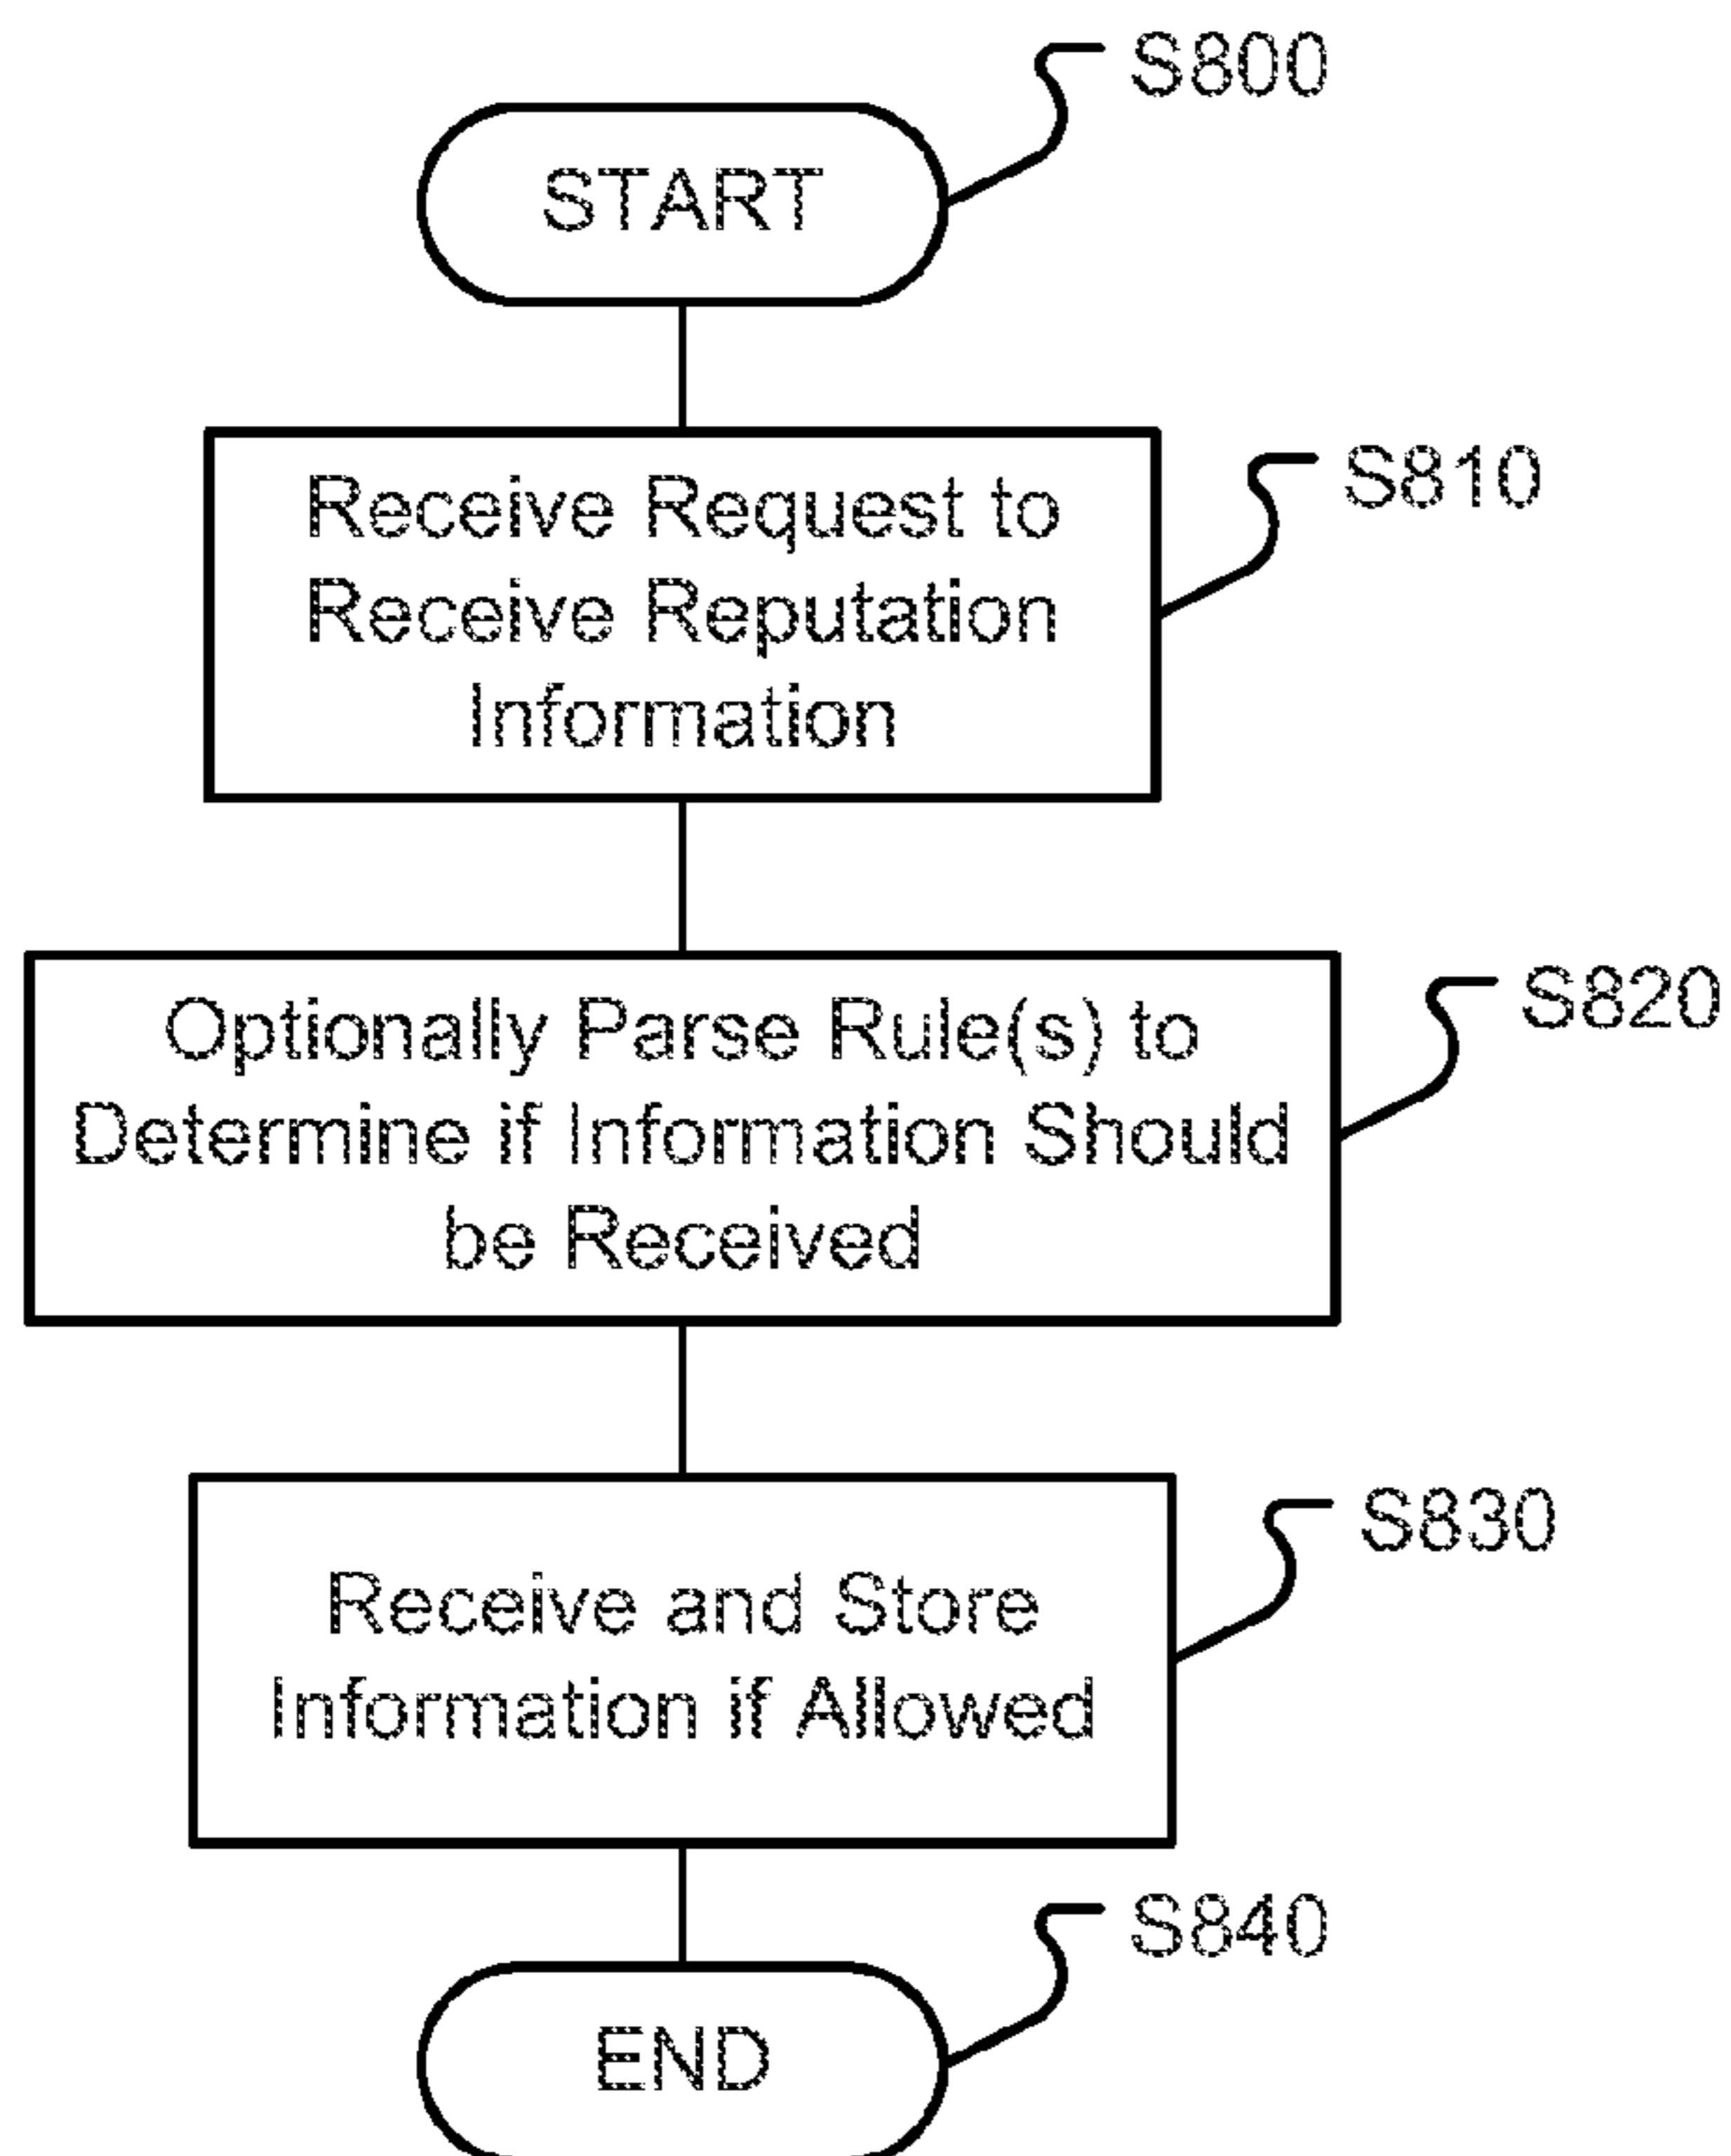 S800
START
Receive Request to
Receive Reputation
Information
S810
Optionally Parse Rule(s) to
Determine if Information Should
be Received
S820
Receive and Store
Information if Allowed
S830
END
S840